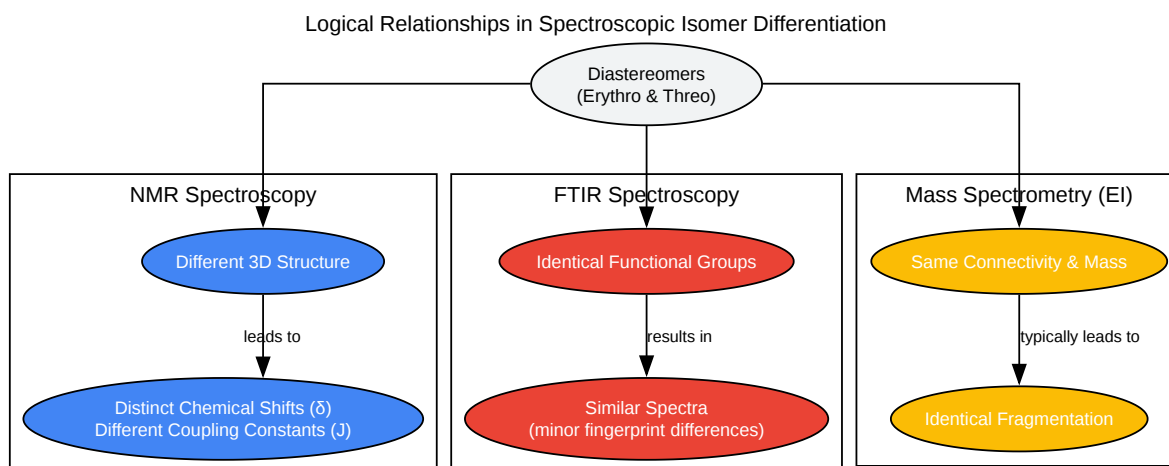 Logical Relationships in Spectroscopic Isomer Differentiation
Diastereomers
(Erythro & Threo)
NMR Spectroscopy
Different 3D Structure
leads to
Distinct Chemical Shifts (δ)
Different Coupling Constants (J)
FTIR Spectroscopy
Identical Functional Groups
results in
Similar Spectra
(minor fingerprint differences)
Mass Spectrometry (EI)
Same Connectivity & Mass
typically leads to
Identical Fragmentation